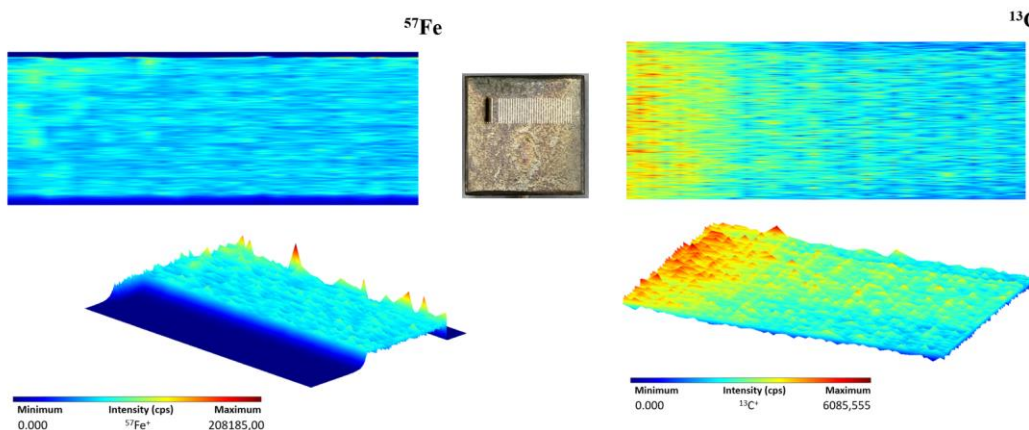 57Fe
13C
Minimum Intensity (cps) Maximum
0.000 57Fe+ 208185,00
Minimum Intensity (cps) Maximum
0.000 13C+ 6085,555